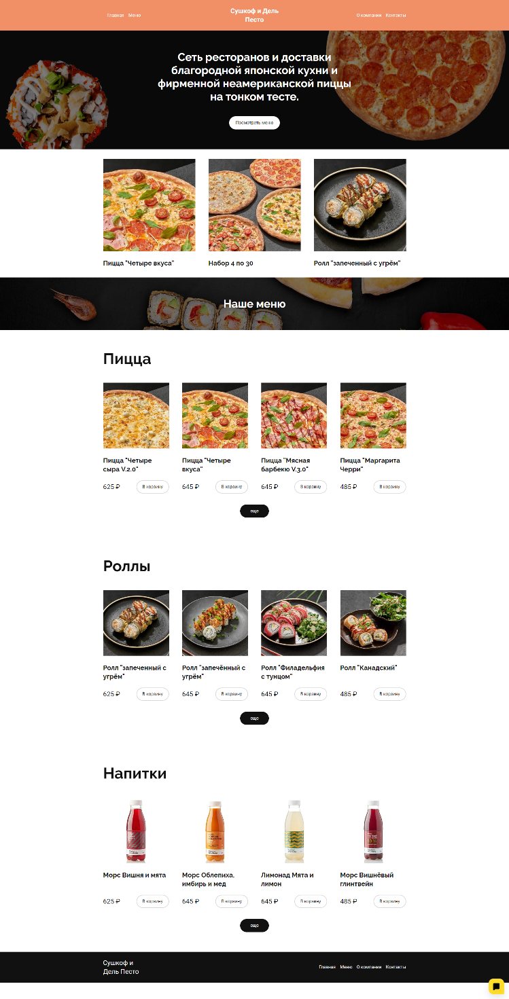 Главная Меню
Сушкоф и Дель
Песто
О компании Контакты
Сеть ресторанов и доставки
благородной японской кухни и
фирменной неамериканской пиццы
на тонком тесте.
Посмотреть меню
Пицца "Четыре вкуса"
Набор 4 по 30
Ролл "запеченный с угрём"
Наше меню
Пицца
Пицца "Четыре
сыра V.2.0"
625 ₽
В корзину
Пицца "Четыре
вкуса"
645 ₽
В корзину
Пицца "Мясная
барбекю V.3.0"
645 ₽
В корзину
Пицца "Маргарита
Черри"
485 ₽
В корзину
еще
Роллы
Ролл "запеченный с
угрём"
625 ₽
В корзину
Ролл "запечённый с
угрём"
645 ₽
В корзину
Ролл "Филадельфия
с тунцом"
645 ₽
В корзину
Ролл "Канадский"
485 ₽
В корзину
еще
Напитки
Морс Вишня и мята
625 ₽
В корзину
Морс Облепиха,
имбирь и мед
645 ₽
В корзину
Лимонад Мята и
лимон
645 ₽
В корзину
Морс Вишнёвый
глинтвейн
485 ₽
В корзину
еще
Сушкоф и
Дель Песто
Главная Меню О компании Контакты